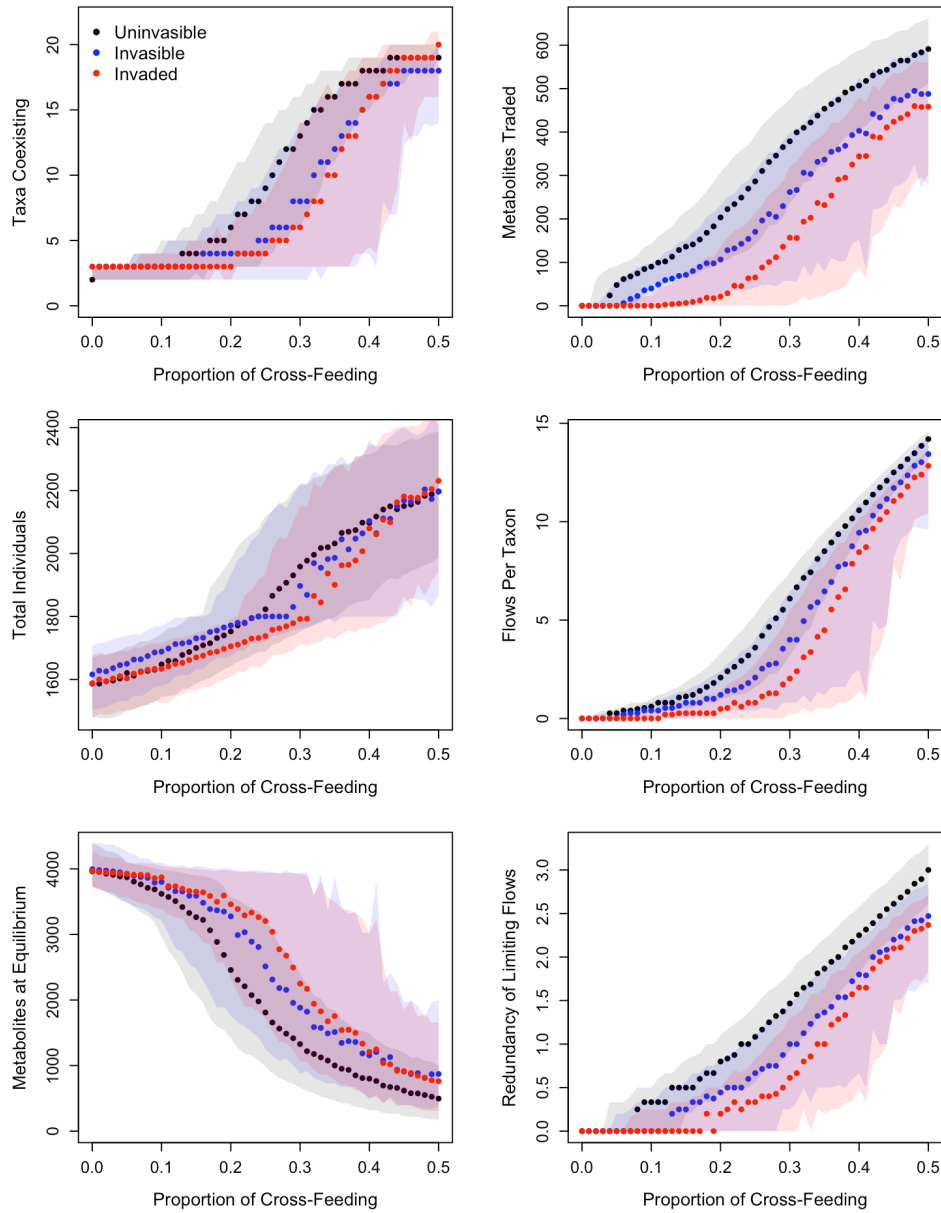 Uninvasible
Invasible
Invaded
Taxa Coexisting
0 5 10 15 20
0.0 0.1 0.2 0.3 0.4 0.5
Proportion of Cross-Feeding
Metabolites Traded
0 100 200 300 400 500 600
0.0 0.1 0.2 0.3 0.4 0.5
Proportion of Cross-Feeding
Total Individuals
1600 1800 2000 2200 2400
0.0 0.1 0.2 0.3 0.4 0.5
Proportion of Cross-Feeding
Flows Per Taxon
0 5 10 15
0.0 0.1 0.2 0.3 0.4 0.5
Proportion of Cross-Feeding
Metabolites at Equilibrium
0 1000 2000 3000 4000
0.0 0.1 0.2 0.3 0.4 0.5
Proportion of Cross-Feeding
Redundancy of Limiting Flows
0.0 0.5 1.0 1.5 2.0 2.5 3.0
0.0 0.1 0.2 0.3 0.4 0.5
Proportion of Cross-Feeding